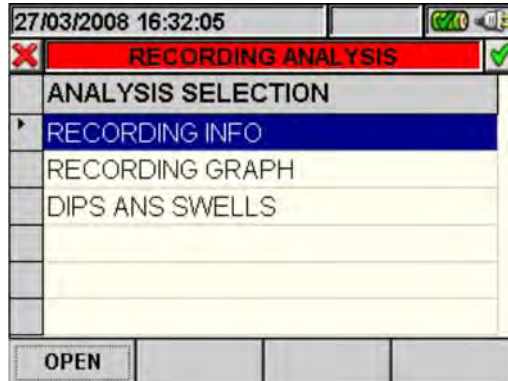 27/03/2008 16:32:05
RECORDING ANALYSIS
ANALYSIS SELECTION
RECORDING INFO
RECORDING GRAPH
DIPS ANS SWELLS
OPEN